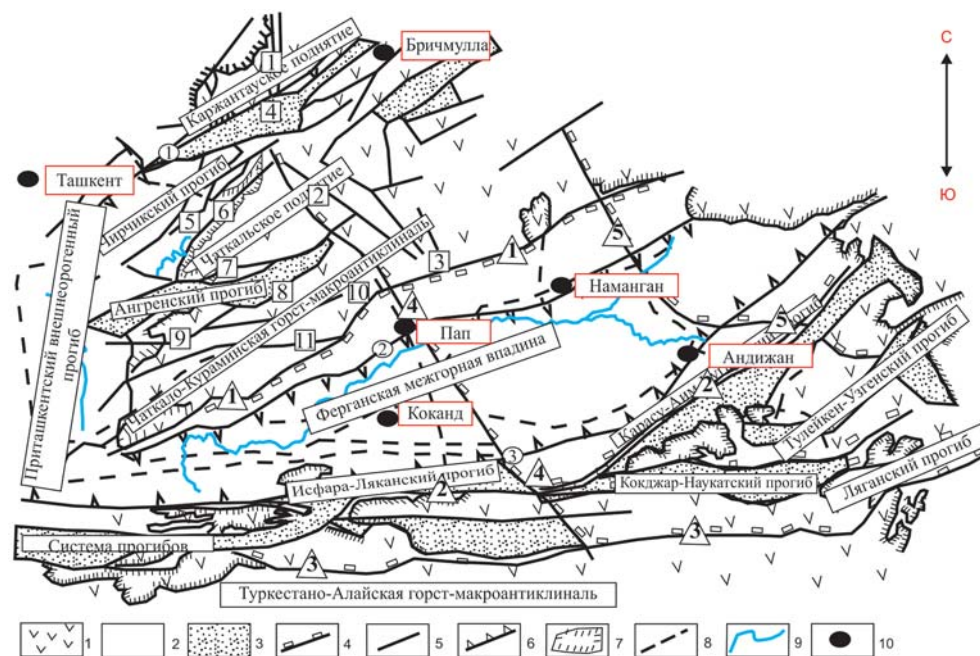 С
Ю
Бричмулла
1
Каржантауское поднятие
4
1
Ташкент
Чирчикский прогиб
2
5
6
Чаткальское поднятие
Приташкентский внешнеорогенный
прогиб
7
3
1
5
Ангренский прогиб
8
10
4
Наманган
9
11
Пап
2
5
Чаткало-Кураминская горст-макроантиклиналь
Ферганская межгорная впадина
Андижан
1
Коканд
2
прогиб
Тулейкен-Узгенский прогиб
3
4
Исфара-Ляканский прогиб
2
Кокджар-Наукатский прогиб
Ляганский прогиб
Система прогибов
3
3
Туркестано-Алайская горст-макроантиклиналь
1
2
3
4
5
6
7
8
9
10